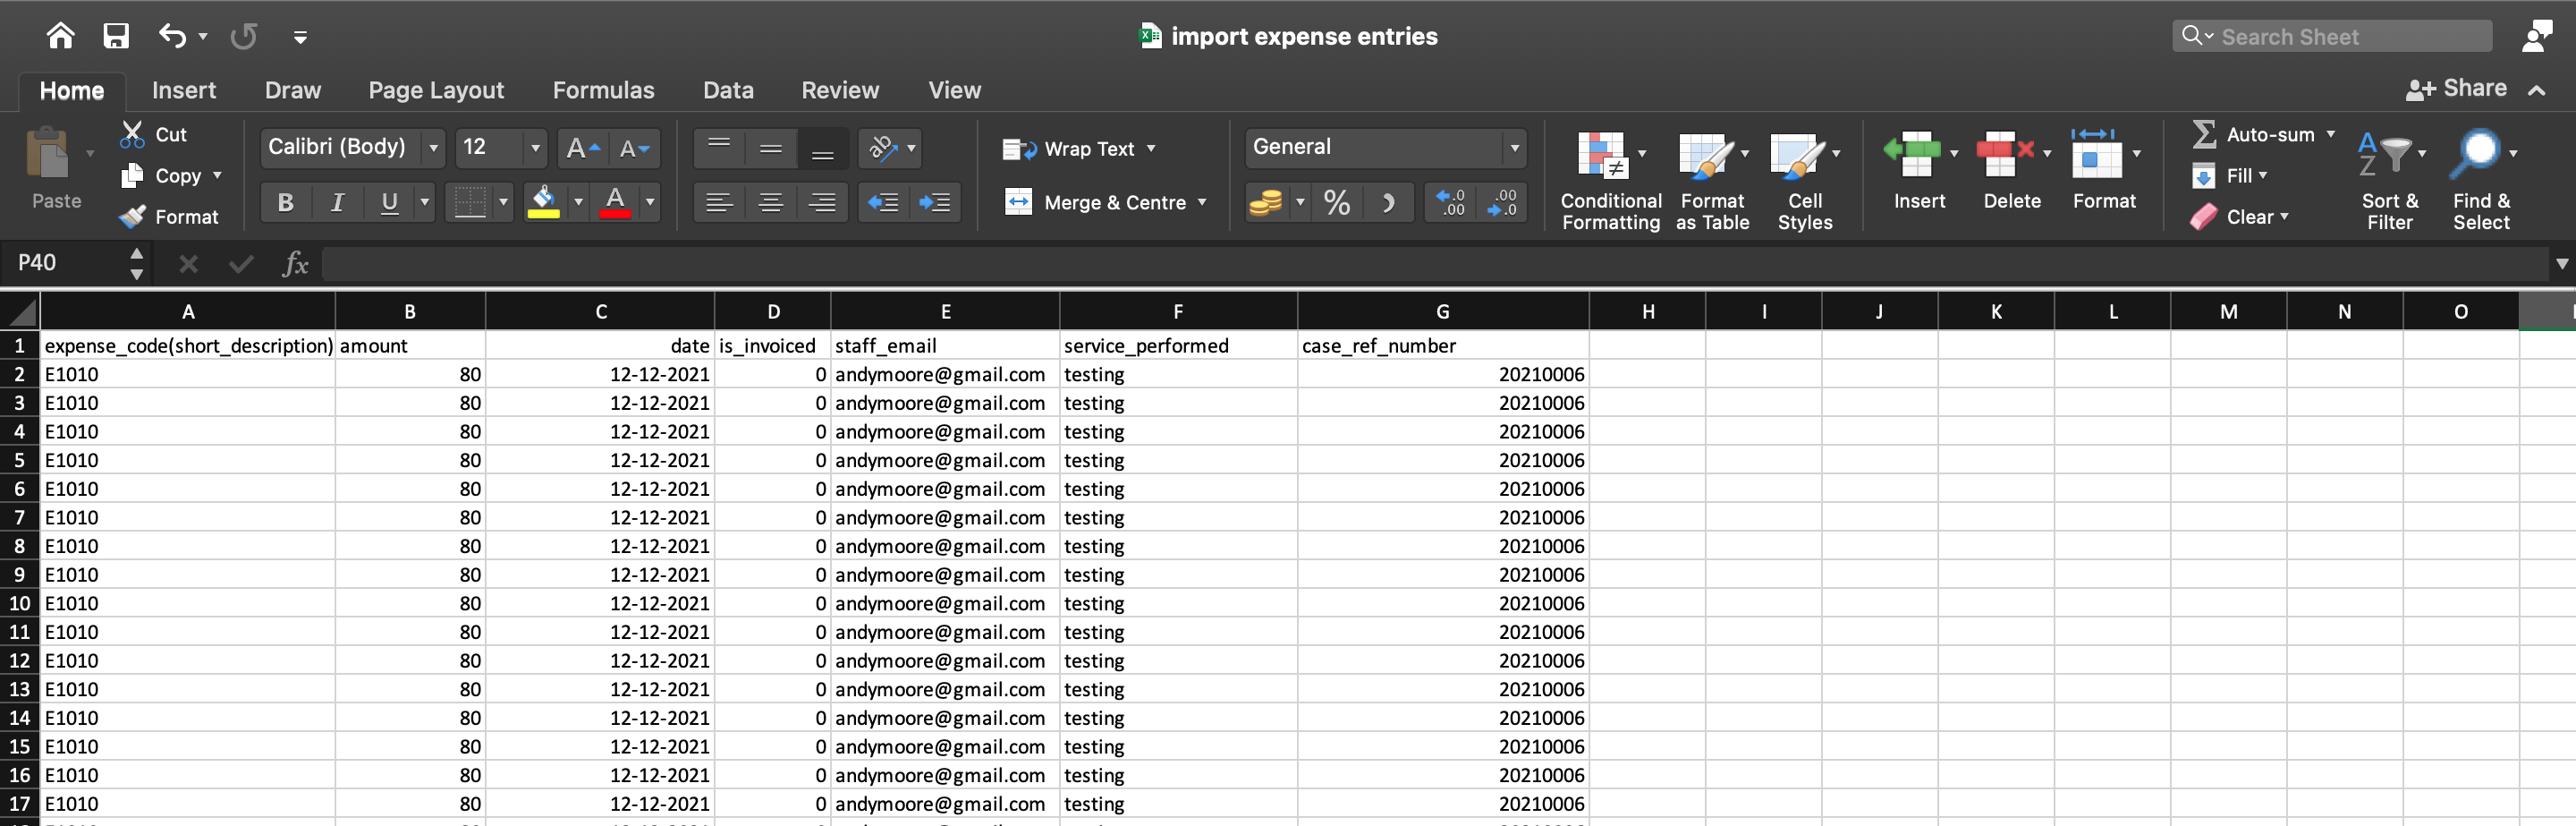 import expense entries
Search Sheet
Home Insert Draw Page Layout Formulas Data Review View Share
Paste Cut Copy Format
Calibri (Body) 12 A A
B I U A
ab
Wrap Text
Merge & Centre
General
% .0 .00 .00 .0
Conditional Formatting
Format as Table
Cell Styles
Insert Delete Format
Auto-sum
Fill
Clear
Sort & Filter
Find & Select
P40 fx
A B C D E F G H I J K L M N O
1 expense_code(short_description) amount date is_invoiced staff_email service_performed case_ref_number
2 E1010 80 12-12-2021 0 andymoore@gmail.com testing 20210006
3 E1010 80 12-12-2021 0 andymoore@gmail.com testing 20210006
4 E1010 80 12-12-2021 0 andymoore@gmail.com testing 20210006
5 E1010 80 12-12-2021 0 andymoore@gmail.com testing 20210006
6 E1010 80 12-12-2021 0 andymoore@gmail.com testing 20210006
7 E1010 80 12-12-2021 0 andymoore@gmail.com testing 20210006
8 E1010 80 12-12-2021 0 andymoore@gmail.com testing 20210006
9 E1010 80 12-12-2021 0 andymoore@gmail.com testing 20210006
10 E1010 80 12-12-2021 0 andymoore@gmail.com testing 20210006
11 E1010 80 12-12-2021 0 andymoore@gmail.com testing 20210006
12 E1010 80 12-12-2021 0 andymoore@gmail.com testing 20210006
13 E1010 80 12-12-2021 0 andymoore@gmail.com testing 20210006
14 E1010 80 12-12-2021 0 andymoore@gmail.com testing 20210006
15 E1010 80 12-12-2021 0 andymoore@gmail.com testing 20210006
16 E1010 80 12-12-2021 0 andymoore@gmail.com testing 20210006
17 E1010 80 12-12-2021 0 andymoore@gmail.com testing 20210006